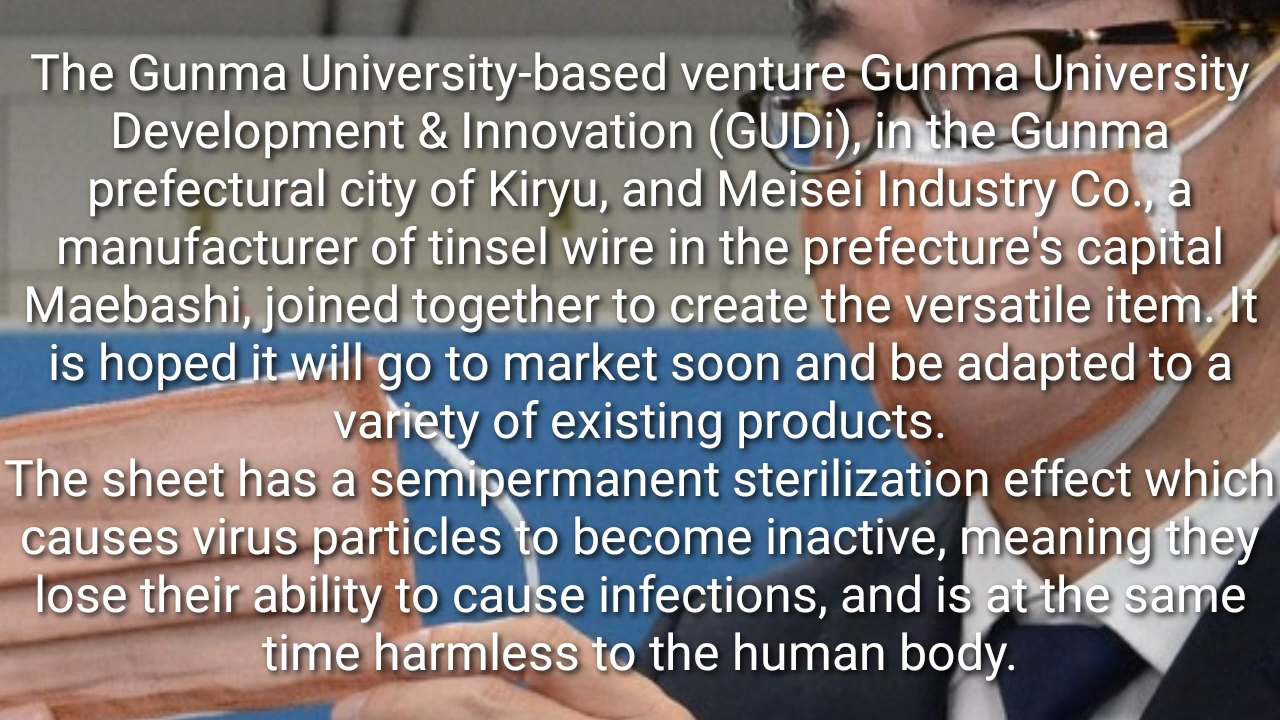 The Gunma University-based venture Gunma University
Development & Innovation (GUDi), in the Gunma
prefectural city of Kiryu, and Meisei Industry Co., a
manufacturer of tinsel wire in the prefecture's capital
Maebashi, joined together to create the versatile item. It
is hoped it will go to market soon and be adapted to a
variety of existing products.
The sheet has a semipermanent sterilization effect which
causes virus particles to become inactive, meaning they
lose their ability to cause infections, and is at the same
time harmless to the human body.